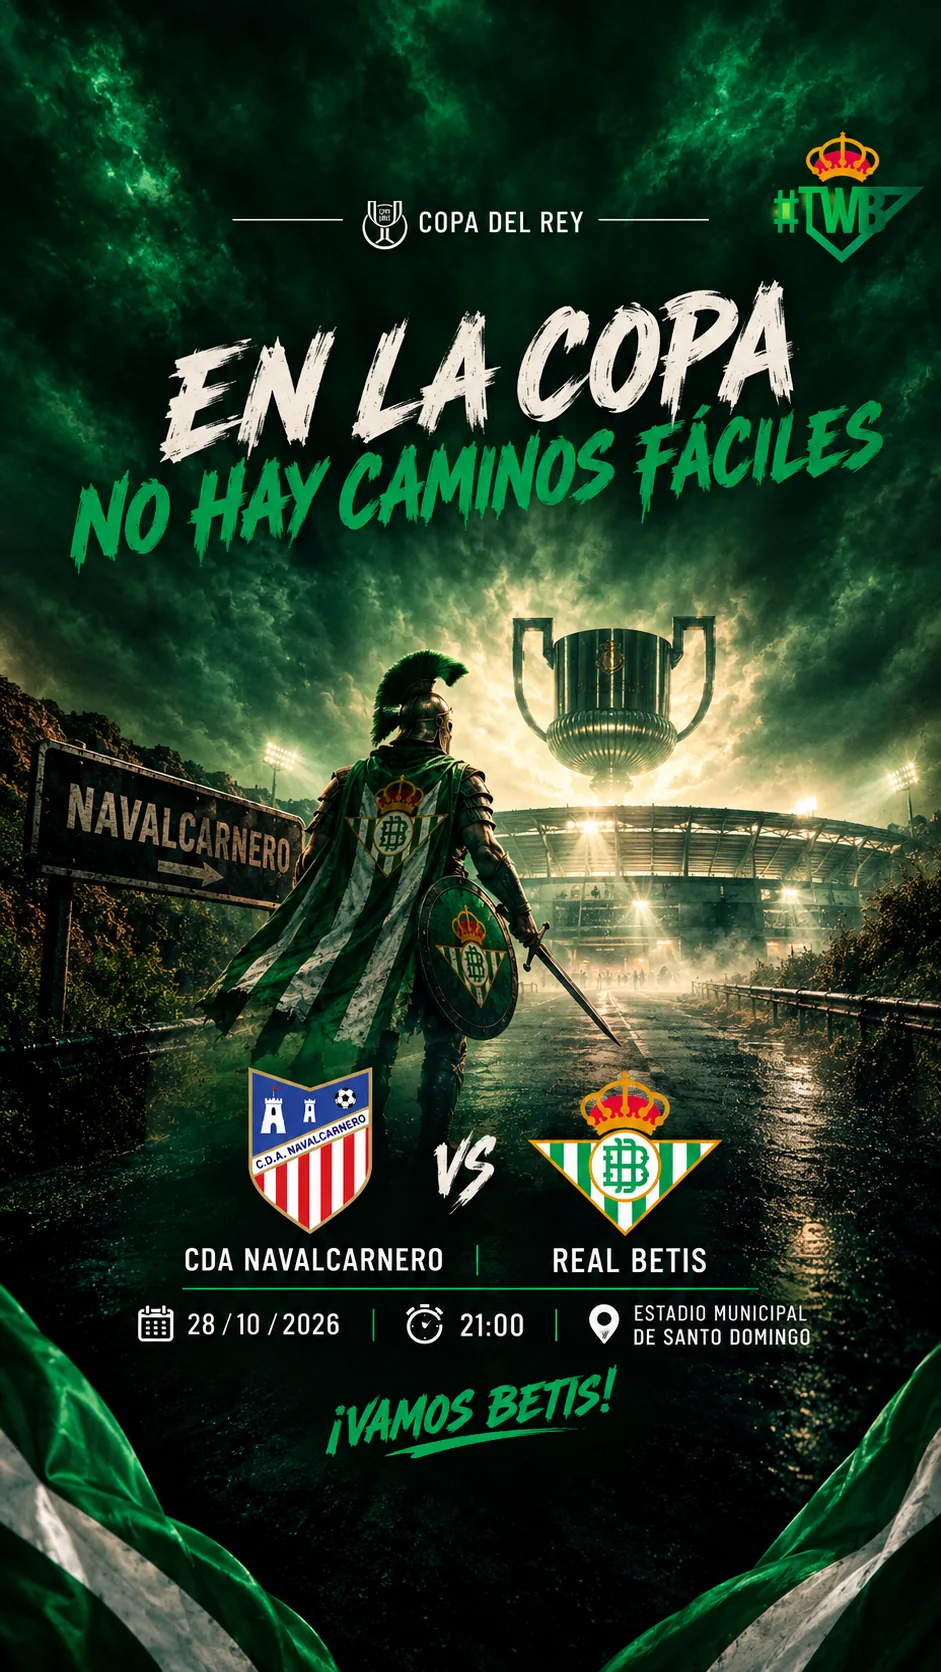 COPA DEL REY
#TWB
EN LA COPA
NO HAY CAMINOS FÁCILES
NAVALCARNERO
C.D.A. NAVALCARNERO
VS
CDA NAVALCARNERO
REAL BETIS
28 / 10 / 2026
21:00
ESTADIO MUNICIPAL
DE SANTO DOMINGO
¡VAMOS BETIS!